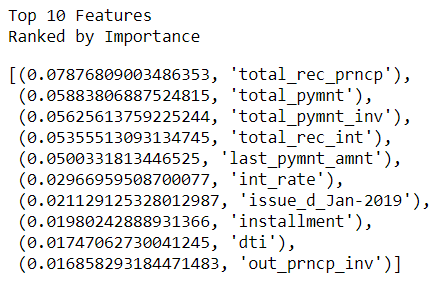 Top 10 Features
Ranked by Importance
[(0.07876809003486353, 'total_rec_prncp'),
(0.05883806887524815, 'total_pymnt'),
(0.05625613759225244, 'total_pymnt_inv'),
(0.05355513093134745, 'total_rec_int'),
(0.0500331813446525, 'last_pymnt_amnt'),
(0.02966959508700077, 'int_rate'),
(0.021129125328012987, 'issue_d_Jan-2019'),
(0.01980242888931366, 'installment'),
(0.01747062730041245, 'dti'),
(0.016858293184471483, 'out_prncp_inv')]